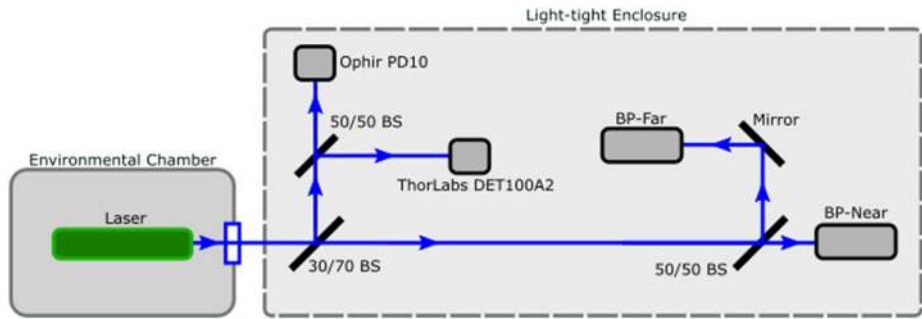 Light-tight Enclosure
Ophir PD10
50/50 BS
ThorLabs DET100A2
BP-Far
Mirror
Environmental Chamber
Laser
30/70 BS
50/50 BS
BP-Near